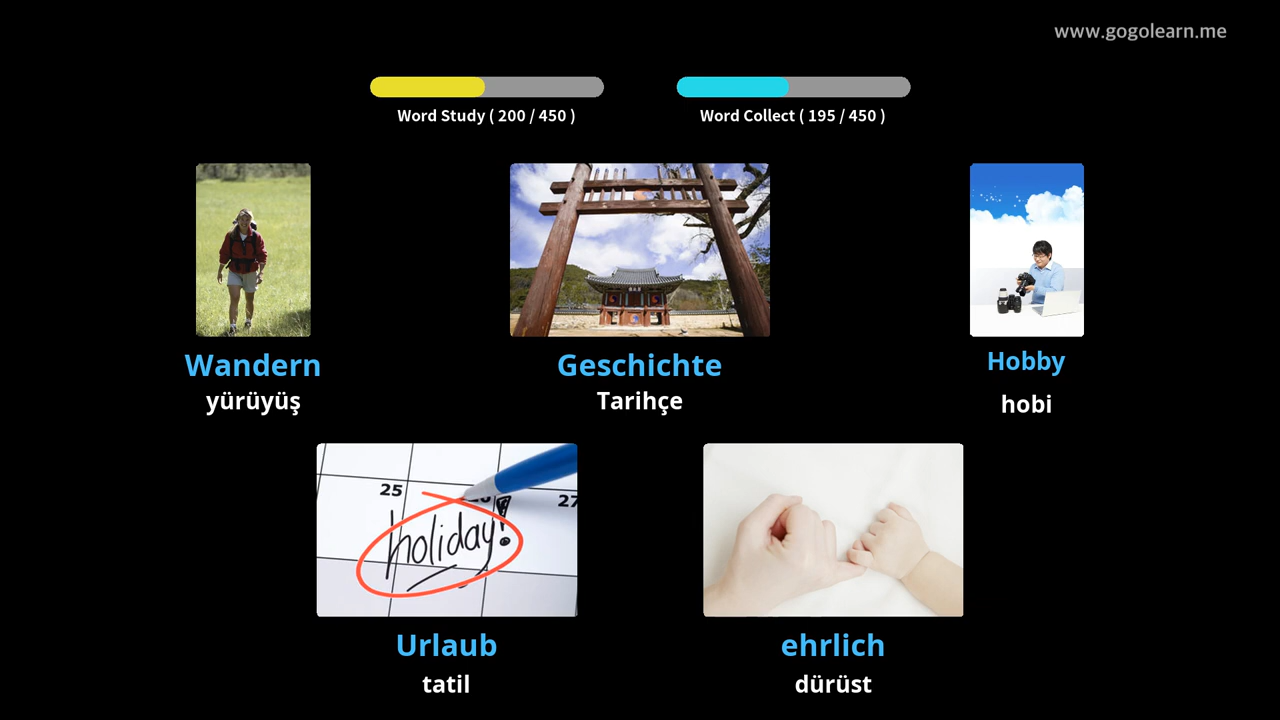 www.gogolearn.me
Word Study ( 200 / 450 )
Word Collect ( 195 / 450 )
Wandern
yürüyüş
Geschichte
Tarihçe
Hobby
hobi
25
27
holiday!
Urlaub
tatil
ehrlich
dürüst